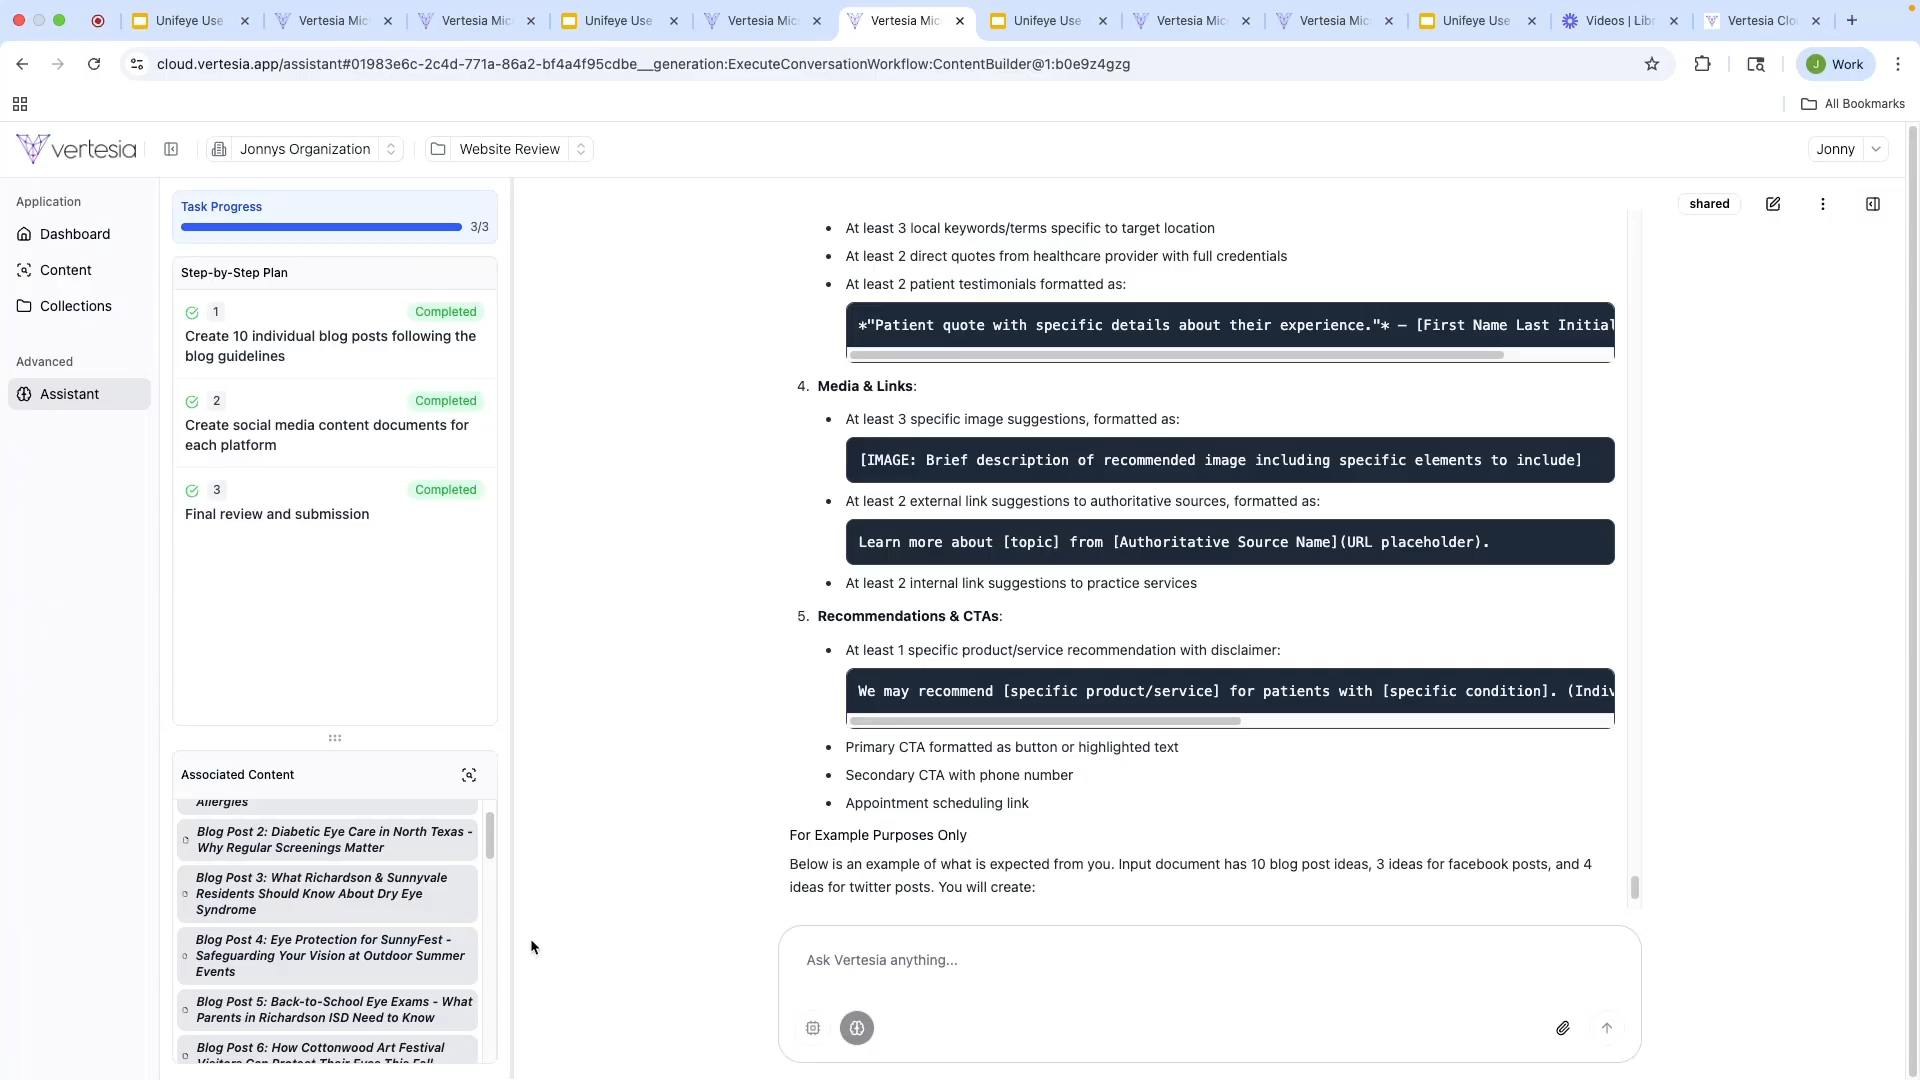 Unifeye Use
Vertesia Mic
Vertesia Mic
Unifeye Use
Vertesia Mic
Vertesia Mic
Unifeye Use
Vertesia Mic
Vertesia Mic
Unifeye Use
Videos | Libr
Vertesia Clo
cloud.vertesia.app/assistant#01983e6c-2c4d-771a-86a2-bf4a4f95cdbe__generation:ExecuteConversationWorkflow:ContentBuilder@1:b0e9z4gzg
J Work
All Bookmarks
vertesia
Jonnys Organization
Website Review
Jonny
Application
Dashboard
Content
Collections
Advanced
Assistant
Task Progress
3/3
Step-by-Step Plan
1 Completed
Create 10 individual blog posts following the
blog guidelines
2 Completed
Create social media content documents for
each platform
3 Completed
Final review and submission
Associated Content
Allergies
Blog Post 2: Diabetic Eye Care in North Texas -
Why Regular Screenings Matter
Blog Post 3: What Richardson & Sunnyvale
Residents Should Know About Dry Eye
Syndrome
Blog Post 4: Eye Protection for SunnyFest -
Safeguarding Your Vision at Outdoor Summer
Events
Blog Post 5: Back-to-School Eye Exams - What
Parents in Richardson ISD Need to Know
Blog Post 6: How Cottonwood Art Festival
Visitors Can Protect Their Eyes This Fall
shared
• At least 3 local keywords/terms specific to target location
• At least 2 direct quotes from healthcare provider with full credentials
• At least 2 patient testimonials formatted as:
*"Patient quote with specific details about their experience."* — [First Name Last Initial
4. Media & Links:
• At least 3 specific image suggestions, formatted as:
[IMAGE: Brief description of recommended image including specific elements to include]
• At least 2 external link suggestions to authoritative sources, formatted as:
Learn more about [topic] from [Authoritative Source Name](URL placeholder).
• At least 2 internal link suggestions to practice services
5. Recommendations & CTAs:
• At least 1 specific product/service recommendation with disclaimer:
We may recommend [specific product/service] for patients with [specific condition]. (Indiv
• Primary CTA formatted as button or highlighted text
• Secondary CTA with phone number
• Appointment scheduling link
For Example Purposes Only
Below is an example of what is expected from you. Input document has 10 blog post ideas, 3 ideas for facebook posts, and 4
ideas for twitter posts. You will create:
Ask Vertesia anything...